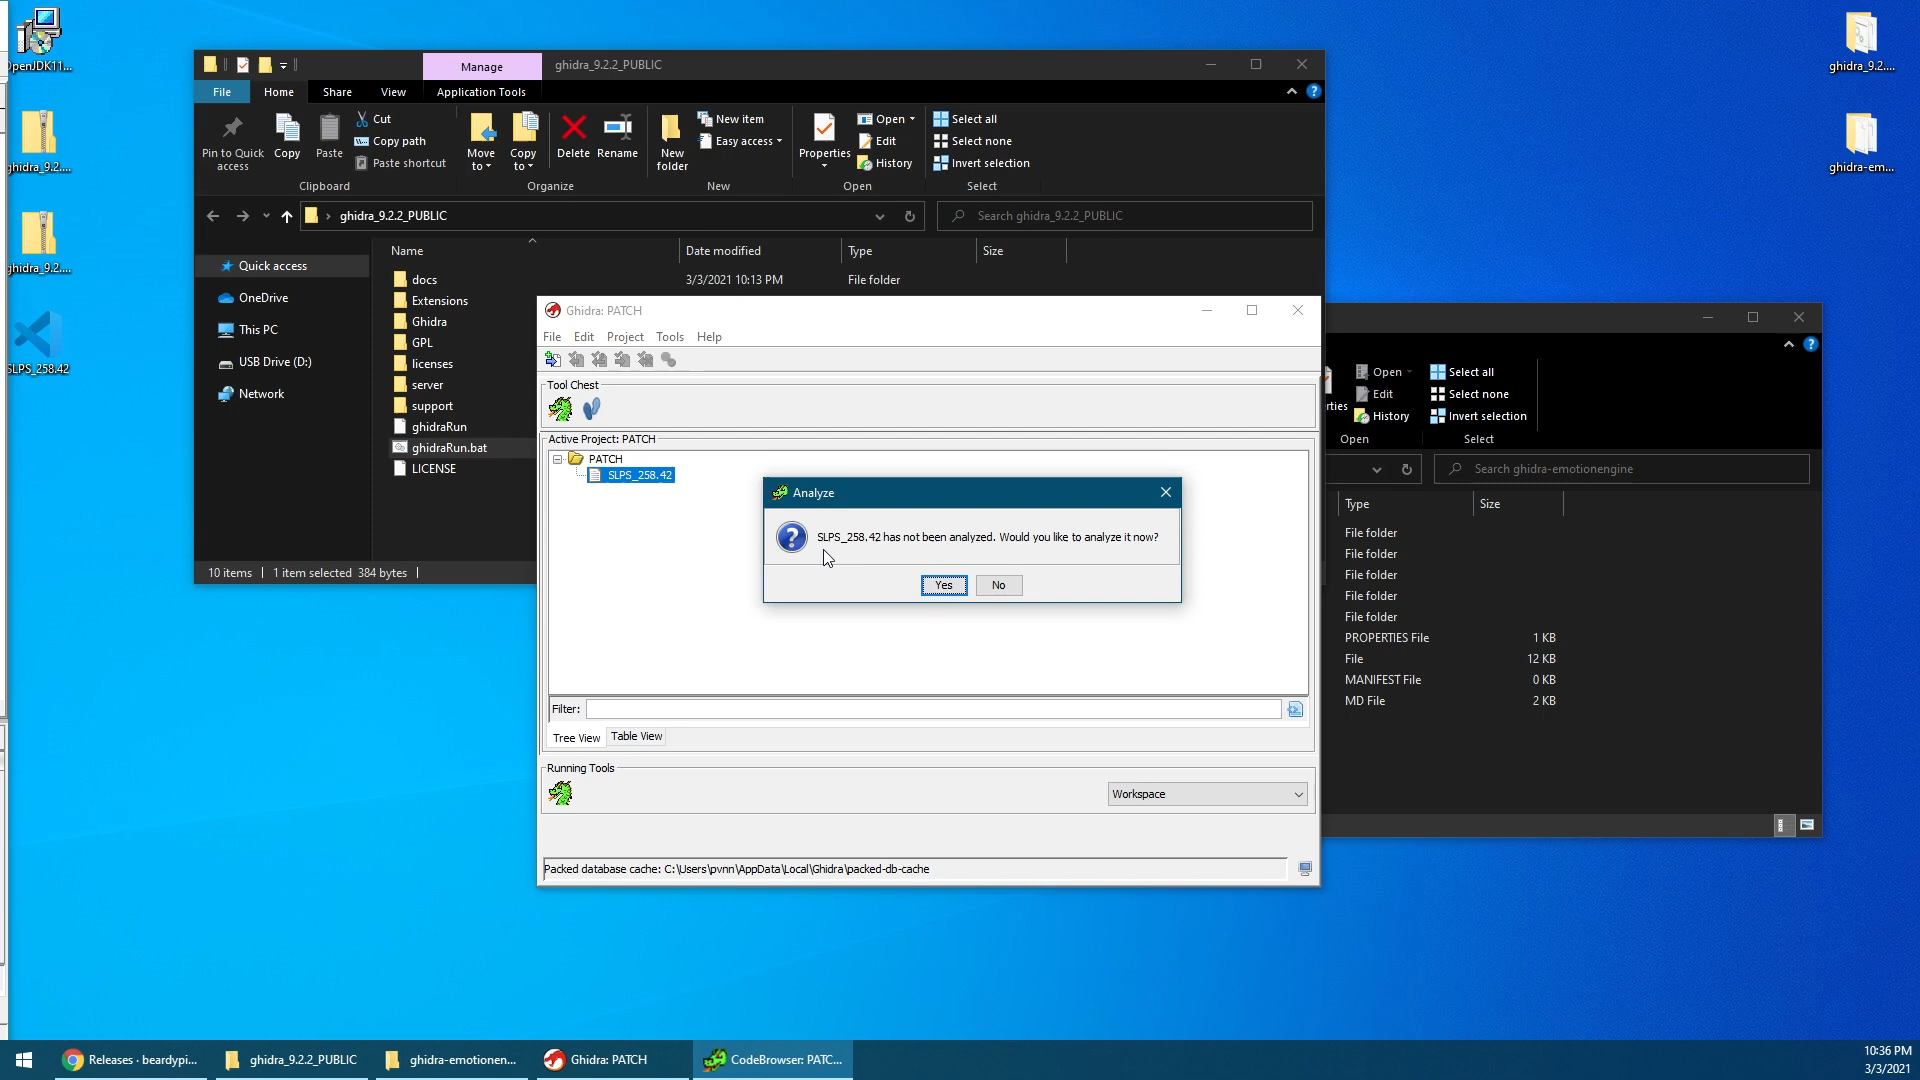 OpenJDK11...
ghidra_9.2....
ghidra_9.2....
SLPS_258.42
ghidra_9.2....
ghidra-em...
Manage
ghidra_9.2.2_PUBLIC
File
Home
Share
View
Application Tools
Pin to Quick access
Copy
Paste
Cut
Copy path
Paste shortcut
Clipboard
Move to
Copy to
Delete
Rename
Organize
New folder
New item
Easy access
New
Properties
Open
Edit
History
Open
Select all
Select none
Invert selection
Select
ghidra_9.2.2_PUBLIC
Search ghidra_9.2.2_PUBLIC
Name
Date modified
Type
Size
Quick access
OneDrive
This PC
USB Drive (D:)
Network
docs
3/3/2021 10:13 PM
File folder
Extensions
Ghidra
GPL
licenses
server
support
ghidraRun
ghidraRun.bat
LICENSE
10 items
1 item selected 384 bytes
Ghidra: PATCH
File Edit Project Tools Help
Tool Chest
Active Project: PATCH
PATCH
SLPS_258.42
Analyze
SLPS_258.42 has not been analyzed. Would you like to analyze it now?
Yes
No
Filter:
Tree View
Table View
Running Tools
Workspace
Packed database cache: C:\Users\pvnn\AppData\Local\Ghidra\packed-db-cache
rties
Open
Edit
History
Open
Select all
Select none
Invert selection
Select
Search ghidra-emotionengine
Type
Size
File folder
File folder
File folder
File folder
File folder
PROPERTIES File
1 KB
File
12 KB
MANIFEST File
0 KB
MD File
2 KB
Releases · beardypi...
ghidra_9.2.2_PUBLIC
ghidra-emotionen...
Ghidra: PATCH
CodeBrowser: PATC...
10:36 PM
3/3/2021